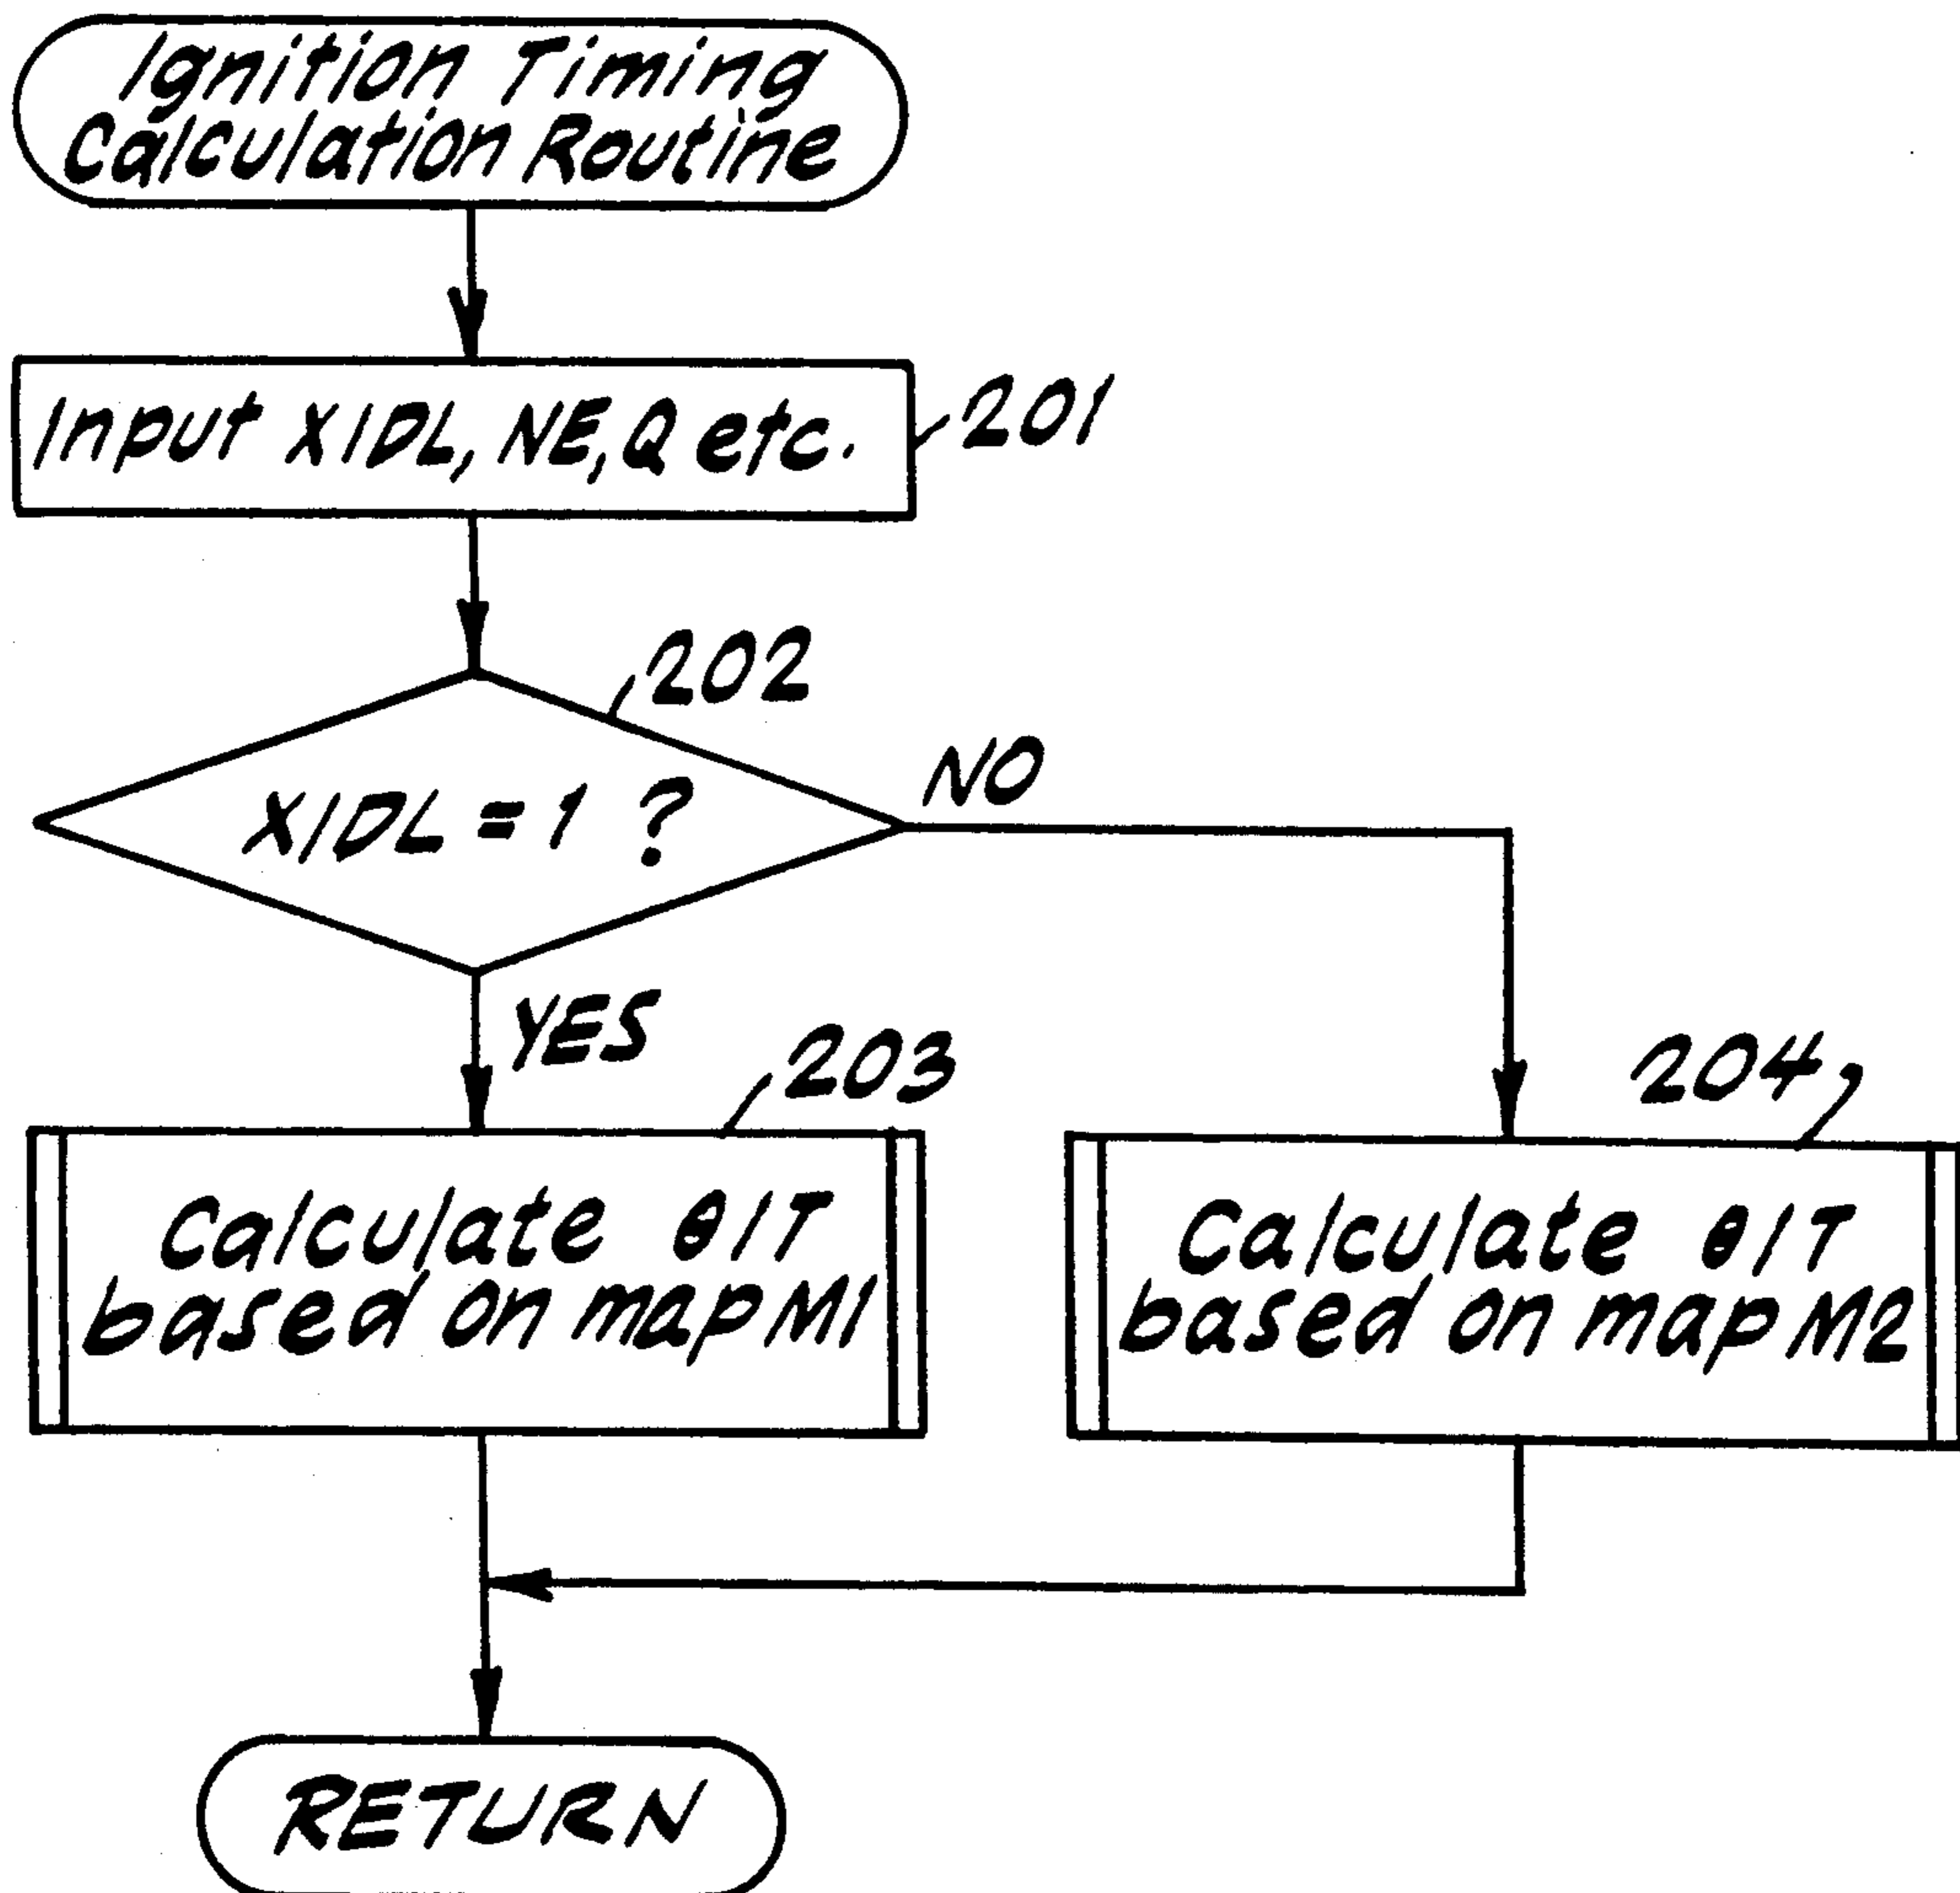 Ignition Timing
Calculation Routine
Input XIDL, NE, Q etc.
201
202
XIDL = 1 ?
NO
YES
203
204
Calculate θIT
based on map M1
Calculate θIT
based on map M2
RETURN